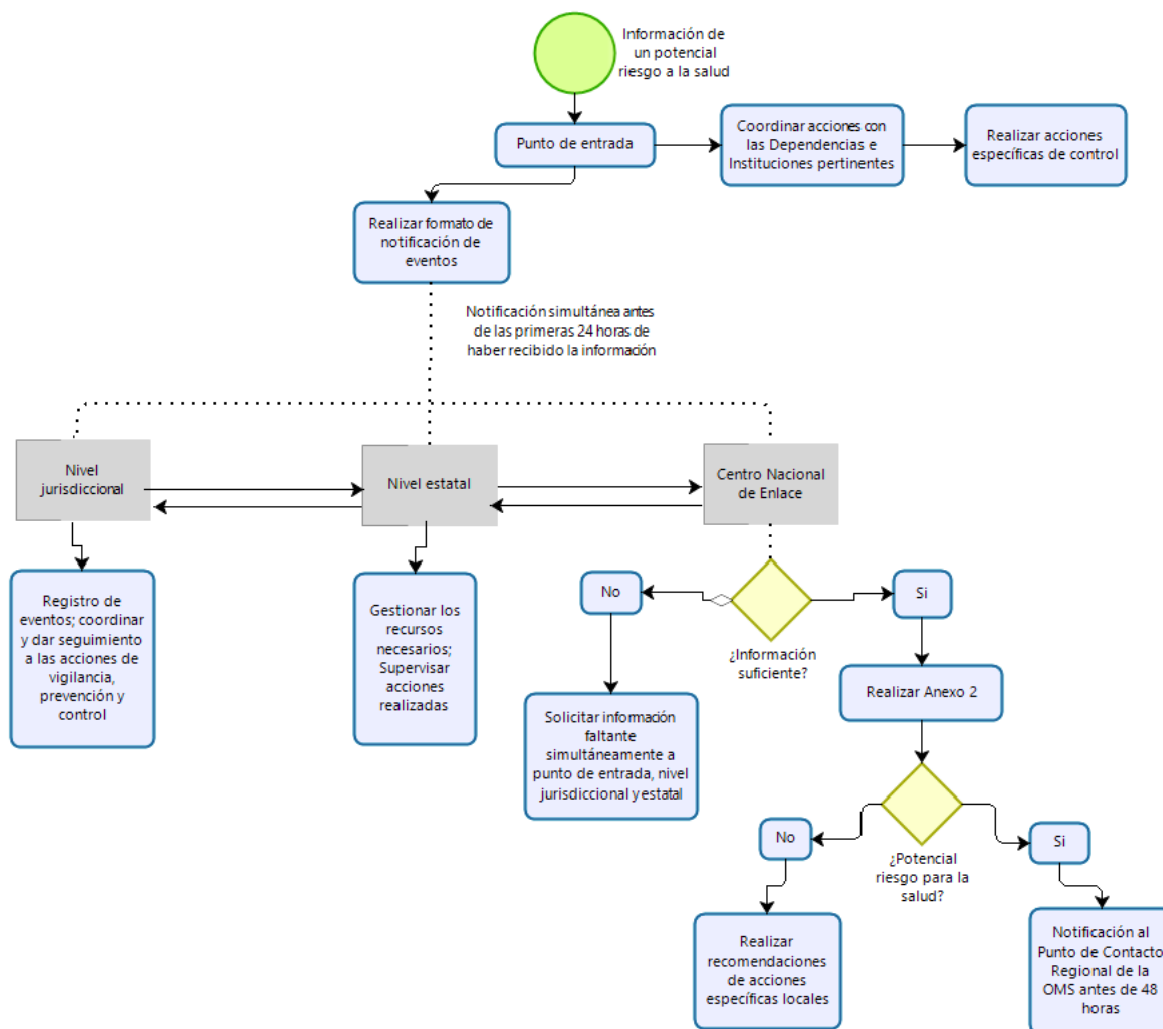 Información de
un potencial
riesgo a la salud
Punto de entrada
Coordinar acciones con
las Dependencias e
Instituciones pertinentes
Realizar acciones
específicas de control
Realizar formato de
notificación de
eventos
Notificación simultánea antes
de las primeras 24 horas de
haber recibido la información
Nivel
jurisdiccional
Nivel estatal
Centro Nacional
de Enlace
Registro de
eventos; coordinar
y dar seguimiento
a las acciones de
vigilancia,
prevención y
control
Gestionar los
recursos
necesarios;
Supervisar
acciones
realizadas
No
Si
¿Información
suficiente?
Solicitar información
faltante
simultáneamente a
punto de entrada, nivel
jurisdiccional y estatal
Realizar Anexo 2
No
Si
¿Potencial
riesgo para la
salud?
Realizar
recomendaciones
de acciones
específicas locales
Notificación al
Punto de Contacto
Regional de la
OMS antes de 48
horas